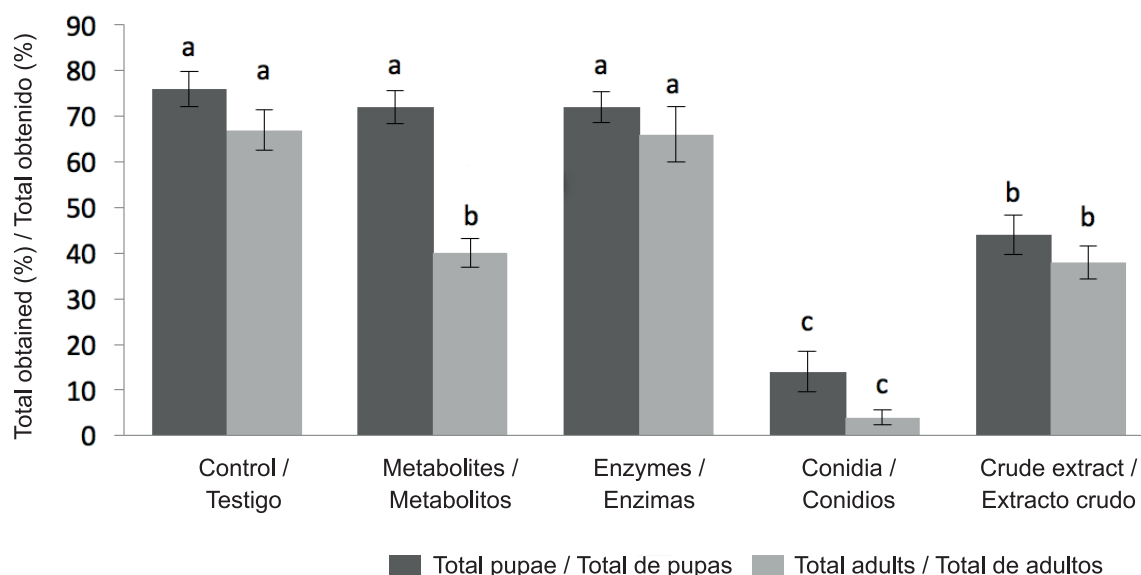 Total obtained (%) / Total obtenido (%)
90
80
70
60
50
40
30
20
10
0
a
a
a
b
a
a
c
c
b
b
Control /
Testigo
Metabolites /
Metabolitos
Enzymes /
Enzimas
Conidia /
Conidios
Crude extract /
Extracto crudo
Total pupae / Total de pupas
Total adults / Total de adultos